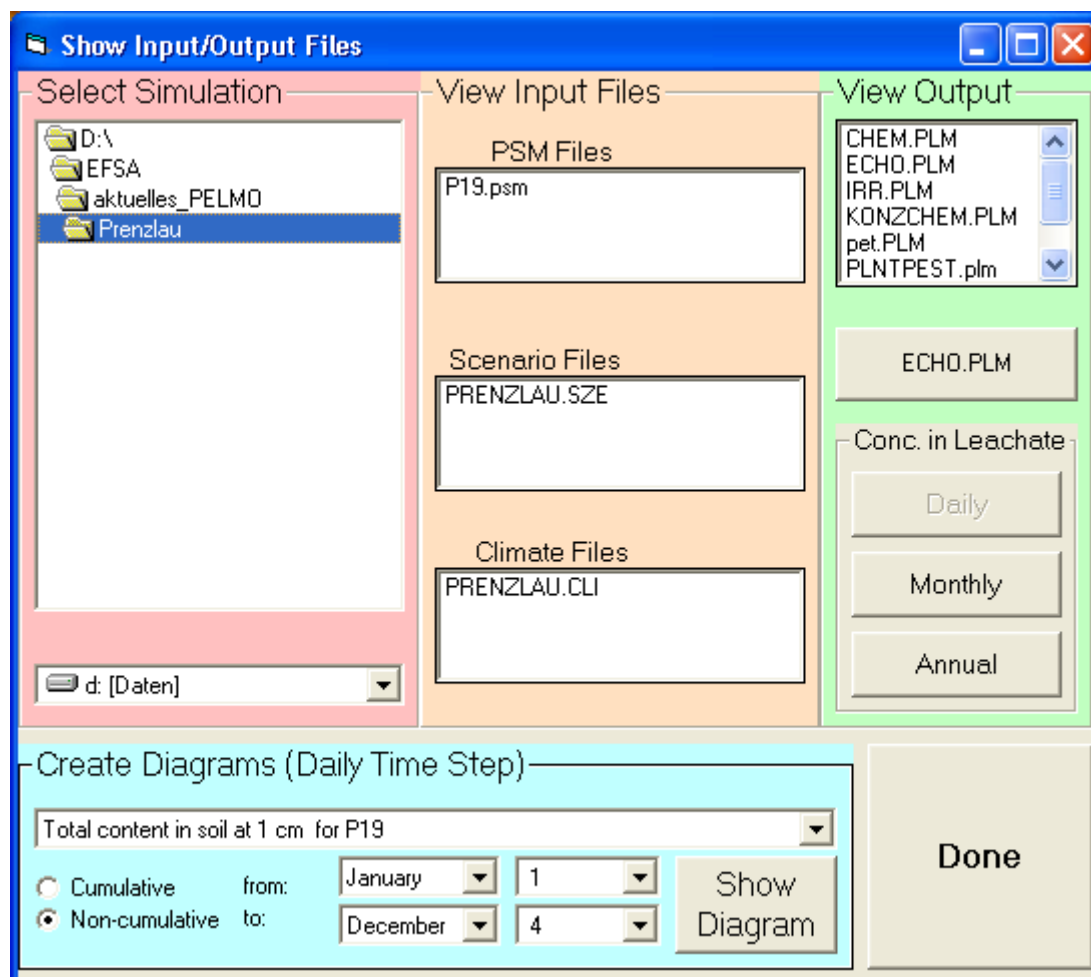 Show Input/Output Files
Select Simulation
D:\
EFSA
aktuelles_PELMO
Prenzlau
d: [Daten]
View Input Files
PSM Files
P19.psm
Scenario Files
PRENZLAU.SZE
Climate Files
PRENZLAU.CLI
View Output
CHEM.PLM
ECHO.PLM
IRR.PLM
KONZCHEM.PLM
pet.PLM
PLNTPEST.plm
ECHO.PLM
Conc. in Leachate
Daily
Monthly
Annual
Create Diagrams (Daily Time Step)
Total content in soil at 1 cm  for P19
Cumulative
from:
January
1
Non-cumulative
to:
December
4
Show
Diagram
Done